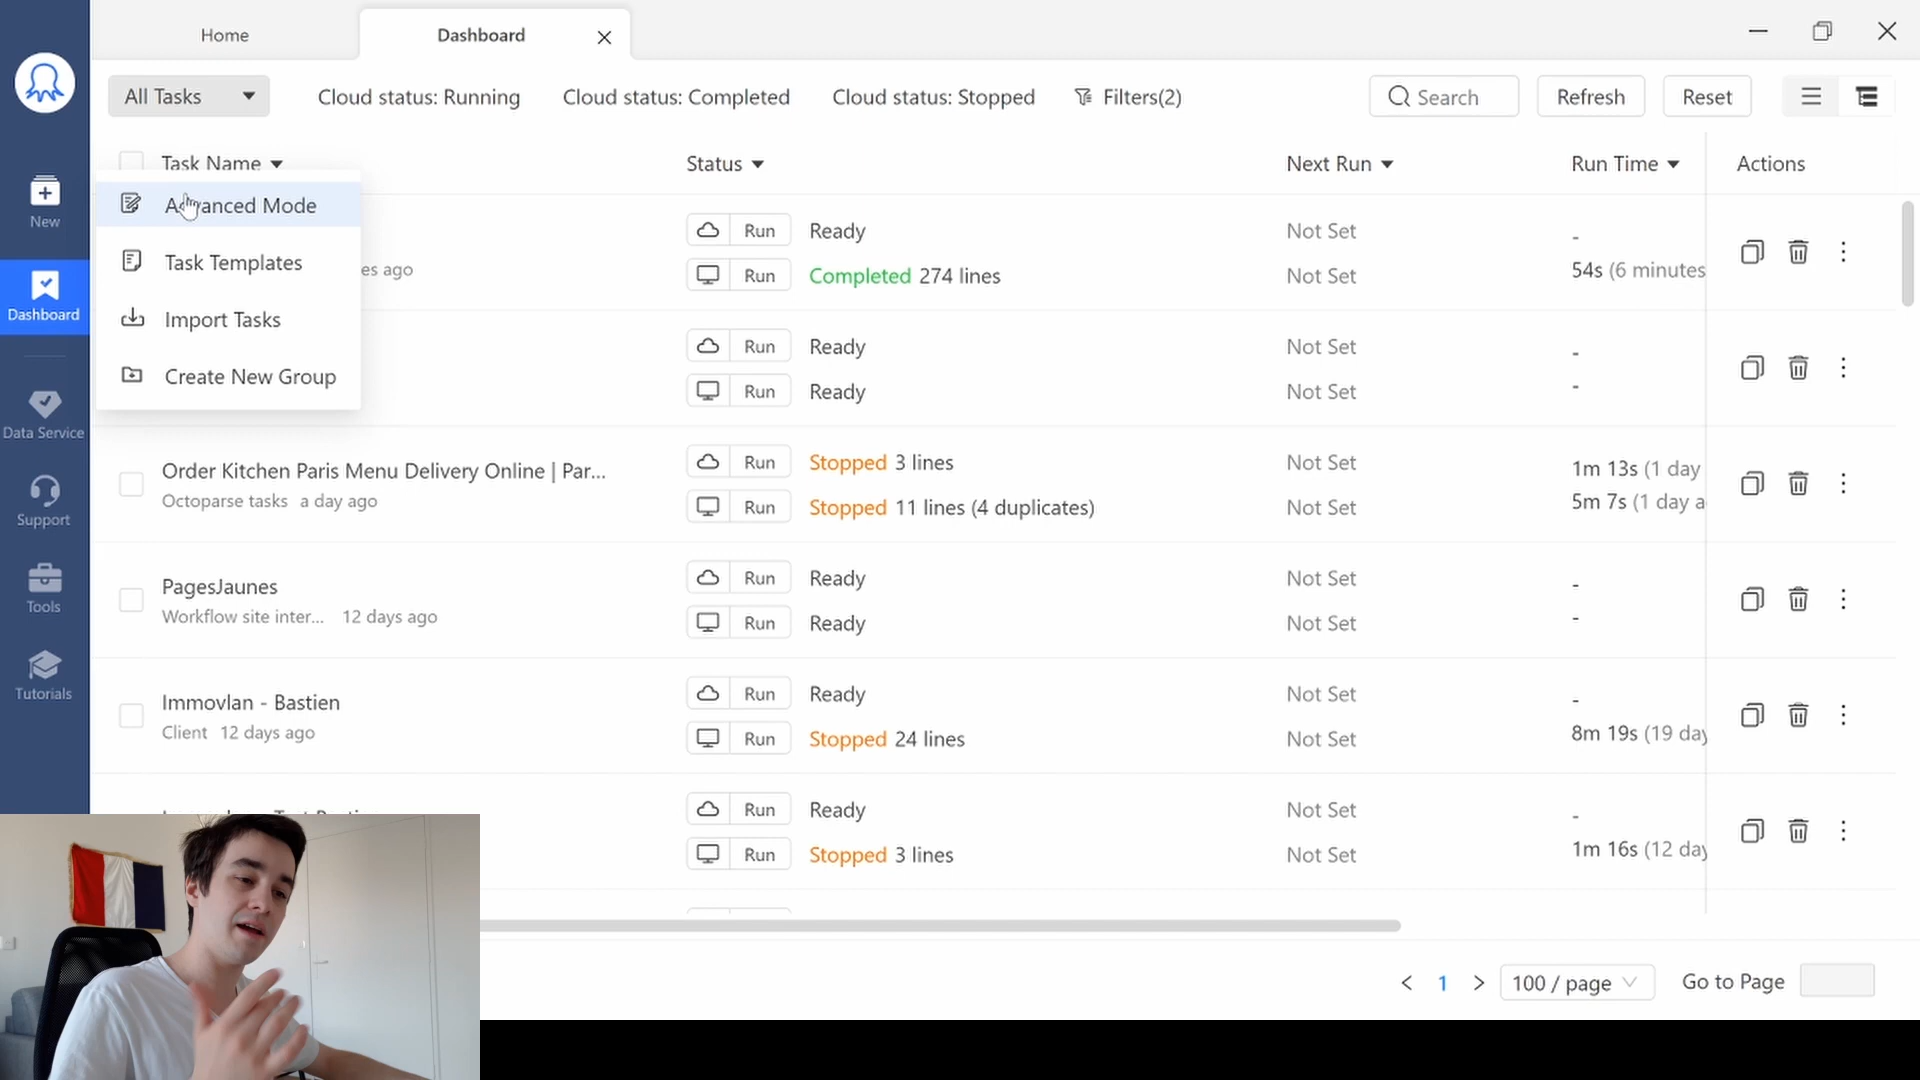 Home
Dashboard
All Tasks
Cloud status: Running
Cloud status: Completed
Cloud status: Stopped
Filters(2)
Search
Refresh
Reset
Task Name
Status
Next Run
Run Time
Actions
New
Dashboard
Data Service
Support
Tools
Tutorials
Advanced Mode
Task Templates
Import Tasks
Create New Group
es ago
Run Ready Not Set -
Run Completed 274 lines Not Set 54s (6 minutes
Run Ready Not Set -
Run Ready Not Set -
Order Kitchen Paris Menu Delivery Online | Par...
Octoparse tasks a day ago
Run Stopped 3 lines Not Set 1m 13s (1 day
Run Stopped 11 lines (4 duplicates) Not Set 5m 7s (1 day a
PagesJaunes
Workflow site inter... 12 days ago
Run Ready Not Set -
Run Ready Not Set -
Immovlan - Bastien
Client 12 days ago
Run Ready Not Set -
Run Stopped 24 lines Not Set 8m 19s (19 day
Run Ready Not Set -
Run Stopped 3 lines Not Set 1m 16s (12 day
< 1 >
100 / page
Go to Page